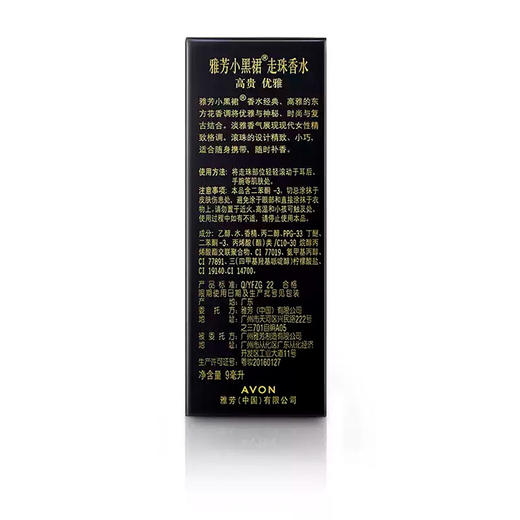 雅芳小黑裙®走珠香水
高贵 优雅
雅芳小黑裙®香水经典、高雅的东
方花香调将优雅与神秘、时尚与复
古结合。淡雅香气展现现代女性精
致格调，滚珠的设计精致、小巧，
适合随身携带，随时补香。
使用方法：将走珠部位轻轻滚动于耳后、
手腕等肌肤处。
注意事项：本品含二苯酮-3，切忌涂抹于
皮肤伤患处，避免涂于眼部和直接涂抹于衣
物上，请勿置于近火、高温和小孩可触及处。
使用过程中如有不适，请停止使用本品。
成分：乙醇、水、香精、丙二醇、PPG-33 丁醚、
二苯酮-3、丙烯酸(酯)类/C10-30 烷醇丙
烯酸酯交联聚合物、CI 77019、氨甲基丙醇、
CI 77891、三(四甲基羟基哌啶醇)柠檬酸盐、
CI 19140、CI 14700。
产品标准：Q/YFZG 22 合格
限期使用日期及生产批号见包装
产地：广东
委托方：雅芳（中国）有限公司
地址：广州市天河区兴民路222号
之三701自编A05
被委托方：雅芳制造有限公司
地址：广州市从化区广东从化经济
开发区工业大道11号
生产许可证号：粤妆20160127
净含量 9毫升
AVON
雅芳（中国）有限公司